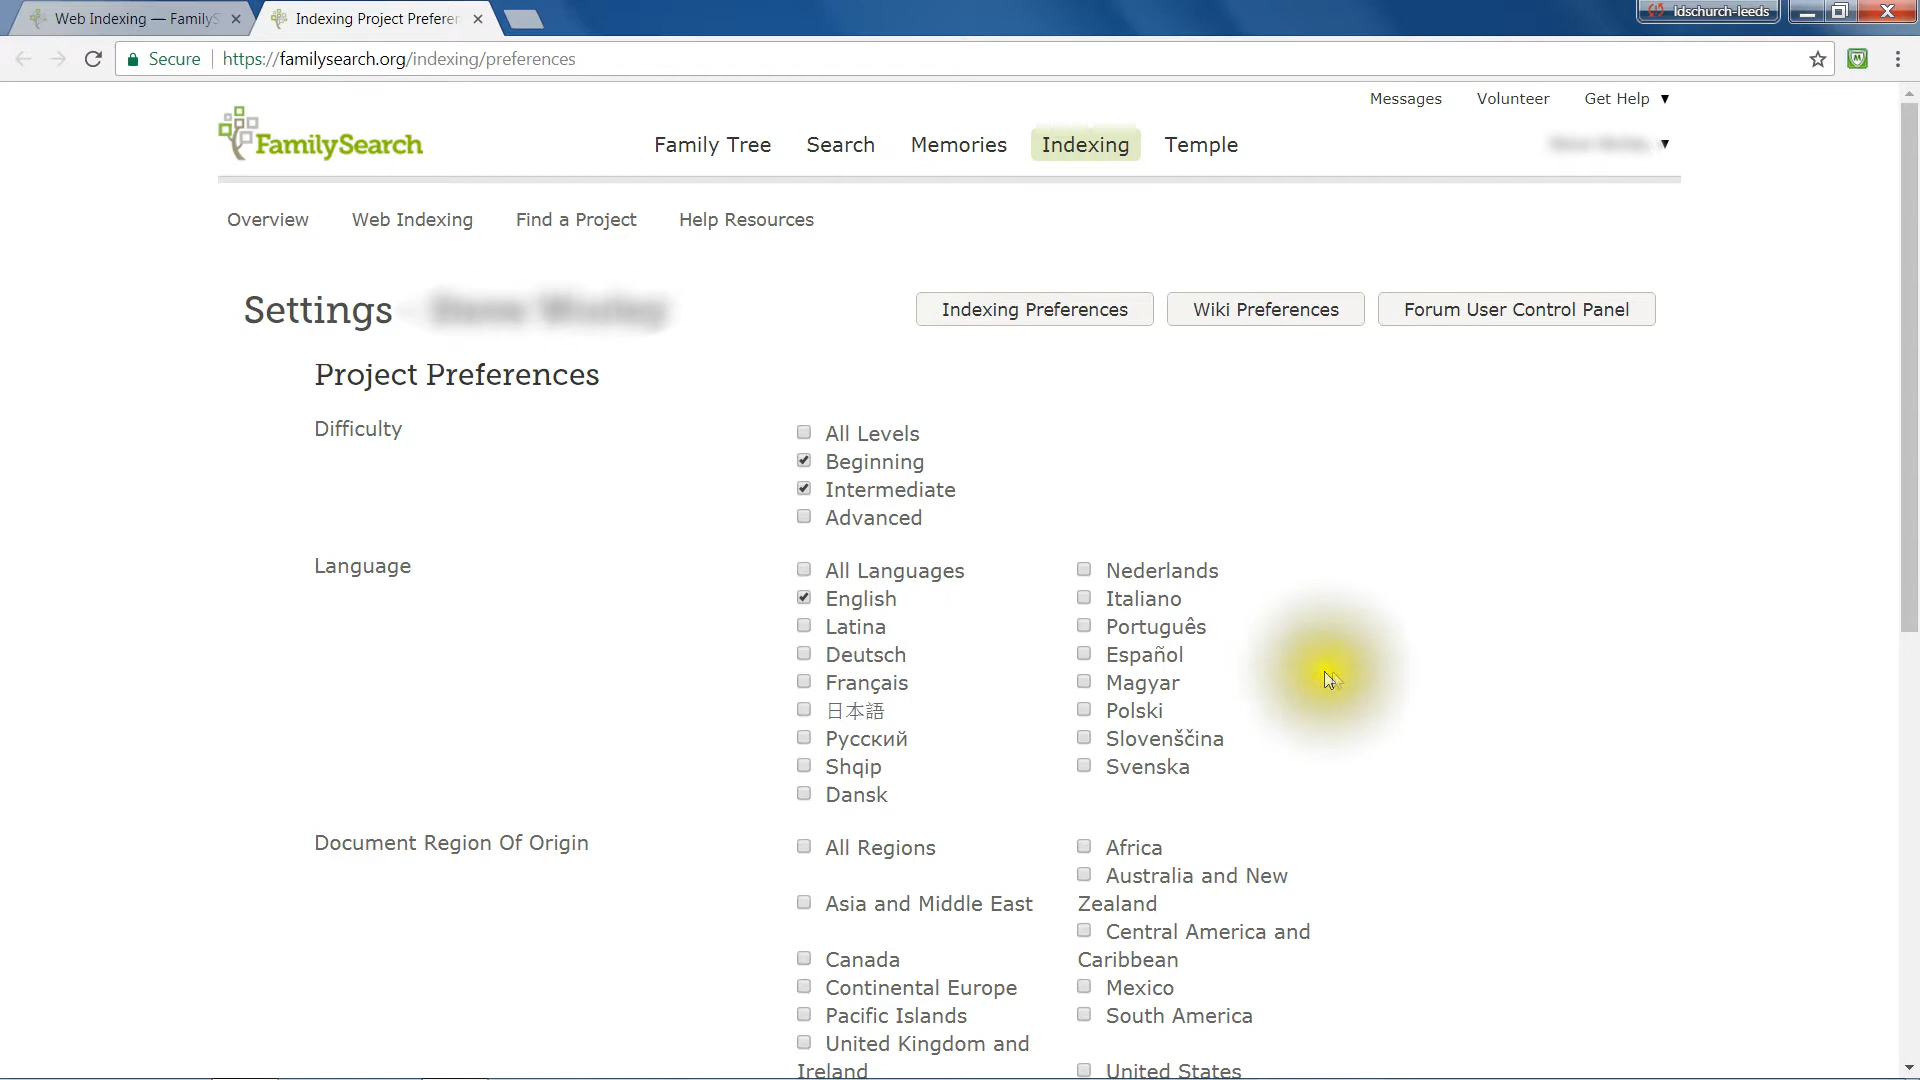 Web Indexing — FamilyS
Indexing Project Preferen
ldschurch-leeds
Secure
https://familysearch.org/indexing/preferences
Messages
Volunteer
Get Help ▼
FamilySearch
Family Tree
Search
Memories
Indexing
Temple
▼
Overview
Web Indexing
Find a Project
Help Resources
Settings
Indexing Preferences
Wiki Preferences
Forum User Control Panel
Project Preferences
Difficulty
All Levels
Beginning
Intermediate
Advanced
Language
All Languages
Nederlands
English
Italiano
Latina
Português
Deutsch
Español
Français
Magyar
日本語
Polski
Русский
Slovenščina
Shqip
Svenska
Dansk
Document Region Of Origin
All Regions
Africa
Australia and New
Asia and Middle East
Zealand
Central America and
Canada
Caribbean
Continental Europe
Mexico
Pacific Islands
South America
United Kingdom and
Ireland
United States